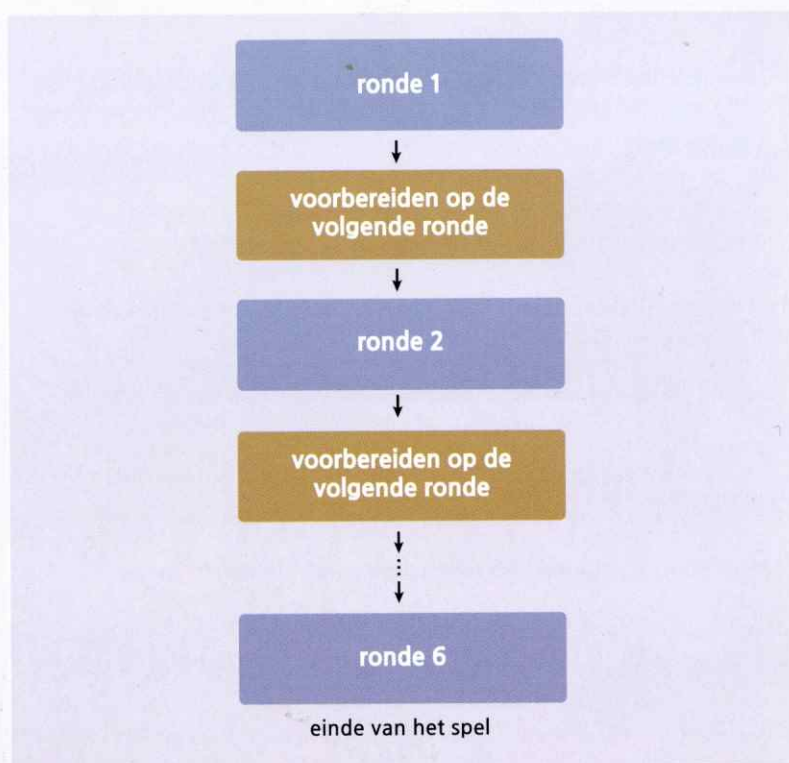 ronde 1
voorbereiden op de
volgende ronde
ronde 2
voorbereiden op de
volgende ronde
ronde 6
einde van het spel